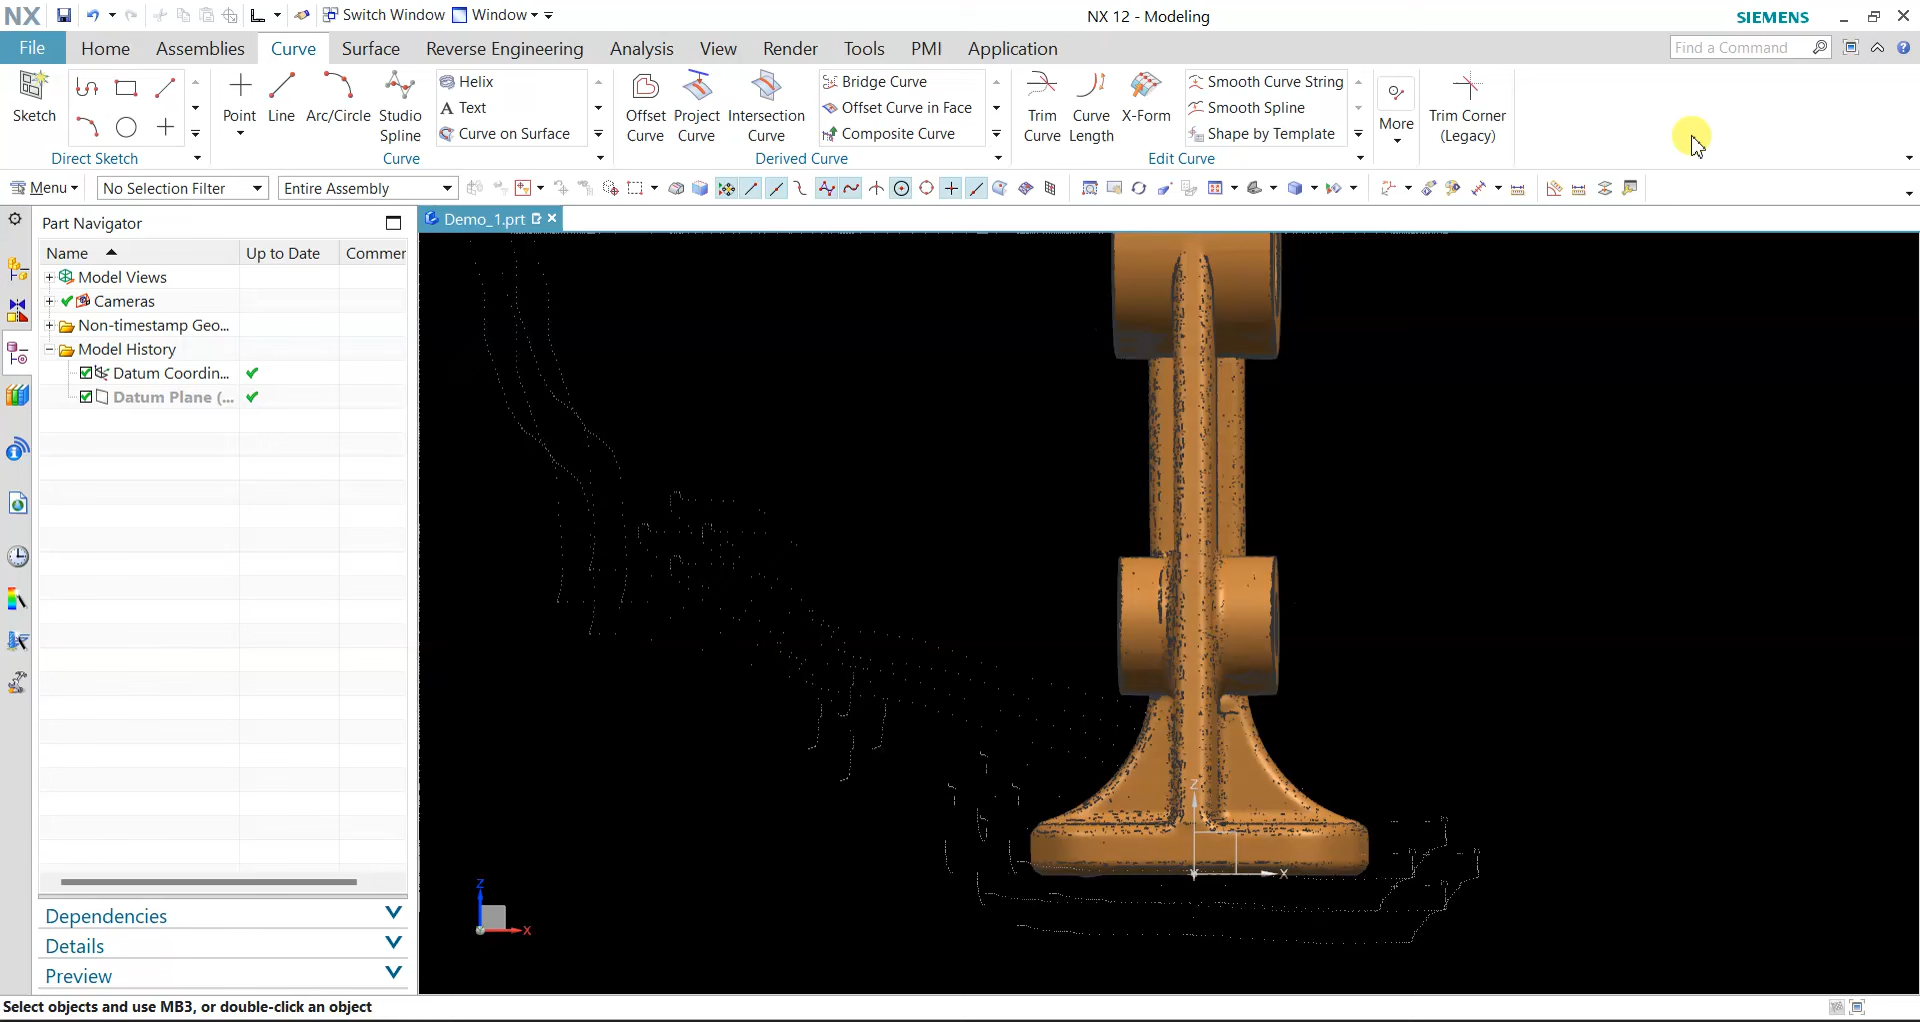 NX
Switch Window
Window
NX 12 - Modeling
SIEMENS
File
Home
Assemblies
Curve
Surface
Reverse Engineering
Analysis
View
Render
Tools
PMI
Application
Find a Command
Sketch
Direct Sketch
Point
Line
Arc/Circle
Studio
Spline
Helix
Text
Curve on Surface
Curve
Offset
Curve
Project
Curve
Intersection
Curve
Bridge Curve
Offset Curve in Face
Composite Curve
Derived Curve
Trim
Curve
Curve
Length
X-Form
Smooth Curve String
Smooth Spline
Shape by Template
Edit Curve
More
Trim Corner
(Legacy)
Menu
No Selection Filter
Entire Assembly
Part Navigator
Demo_1.prt
Name
Up to Date
Commer
Model Views
Cameras
Non-timestamp Geo...
Model History
Datum Coordin...
Datum Plane (...
Dependencies
Details
Preview
Z
X
Z
X
Select objects and use MB3, or double-click an object